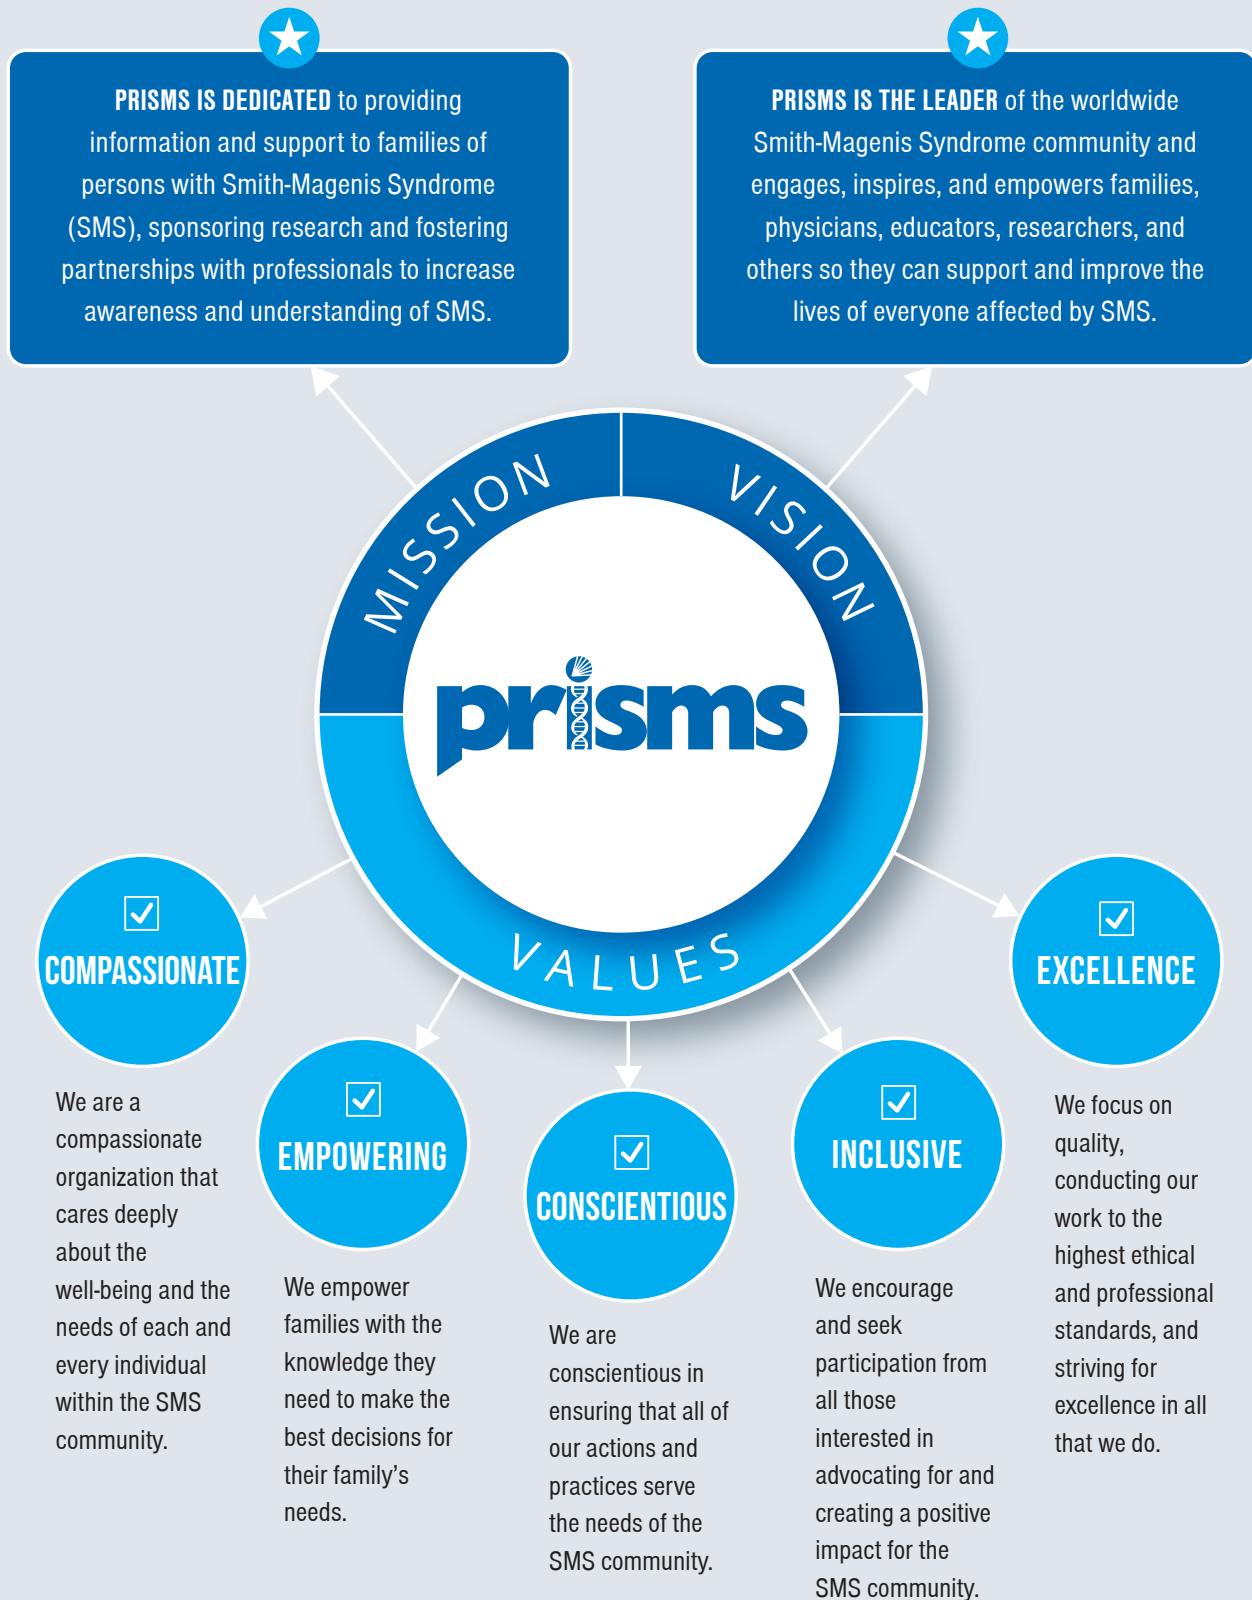 PRISMS IS DEDICATED to providing
information and support to families of
persons with Smith-Magenis Syndrome
(SMS), sponsoring research and fostering
partnerships with professionals to increase
awareness and understanding of SMS.
PRISMS IS THE LEADER of the worldwide
Smith-Magenis Syndrome community and
engages, inspires, and empowers families,
physicians, educators, researchers, and
others so they can support and improve the
lives of everyone affected by SMS.
MISSION
VISION
prisms
VALUES
COMPASSIONATE
We are a
compassionate
organization that
cares deeply
about the
well-being and the
needs of each and
every individual
within the SMS
community.
EMPOWERING
We empower
families with the
knowledge they
need to make the
best decisions for
their family's
needs.
CONSCIENTIOUS
We are
conscientious in
ensuring that all of
our actions and
practices serve
the needs of the
SMS community.
INCLUSIVE
We encourage
and seek
participation from
all those
interested in
advocating for and
creating a positive
impact for the
SMS community.
EXCELLENCE
We focus on
quality,
conducting our
work to the
highest ethical
and professional
standards, and
striving for
excellence in all
that we do.